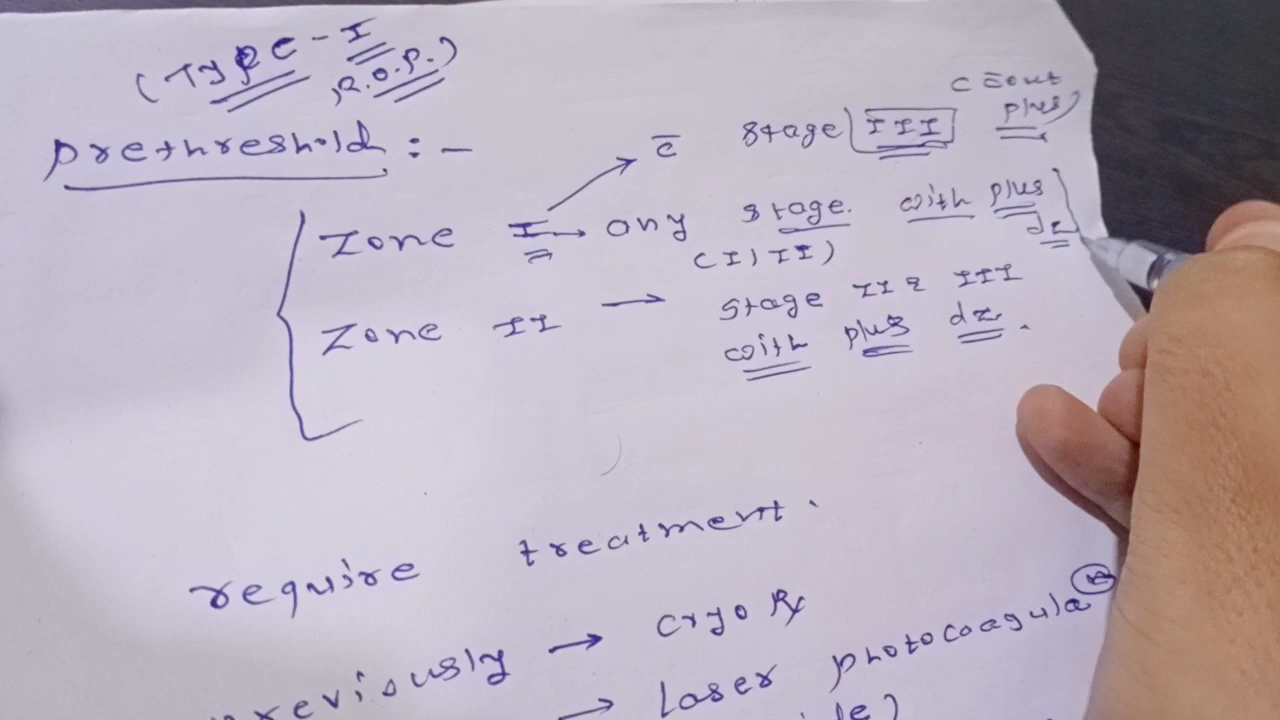 (Type-I
R.O.P.)
Prethreshold :-
c̄ stage III (Eout plus)
Zone I → any stage. with plus dz
(I, II)
Zone II → Stage II & III
with plus dz.
require treatment.
previously → cryo Rx
→ Laser photocoagula